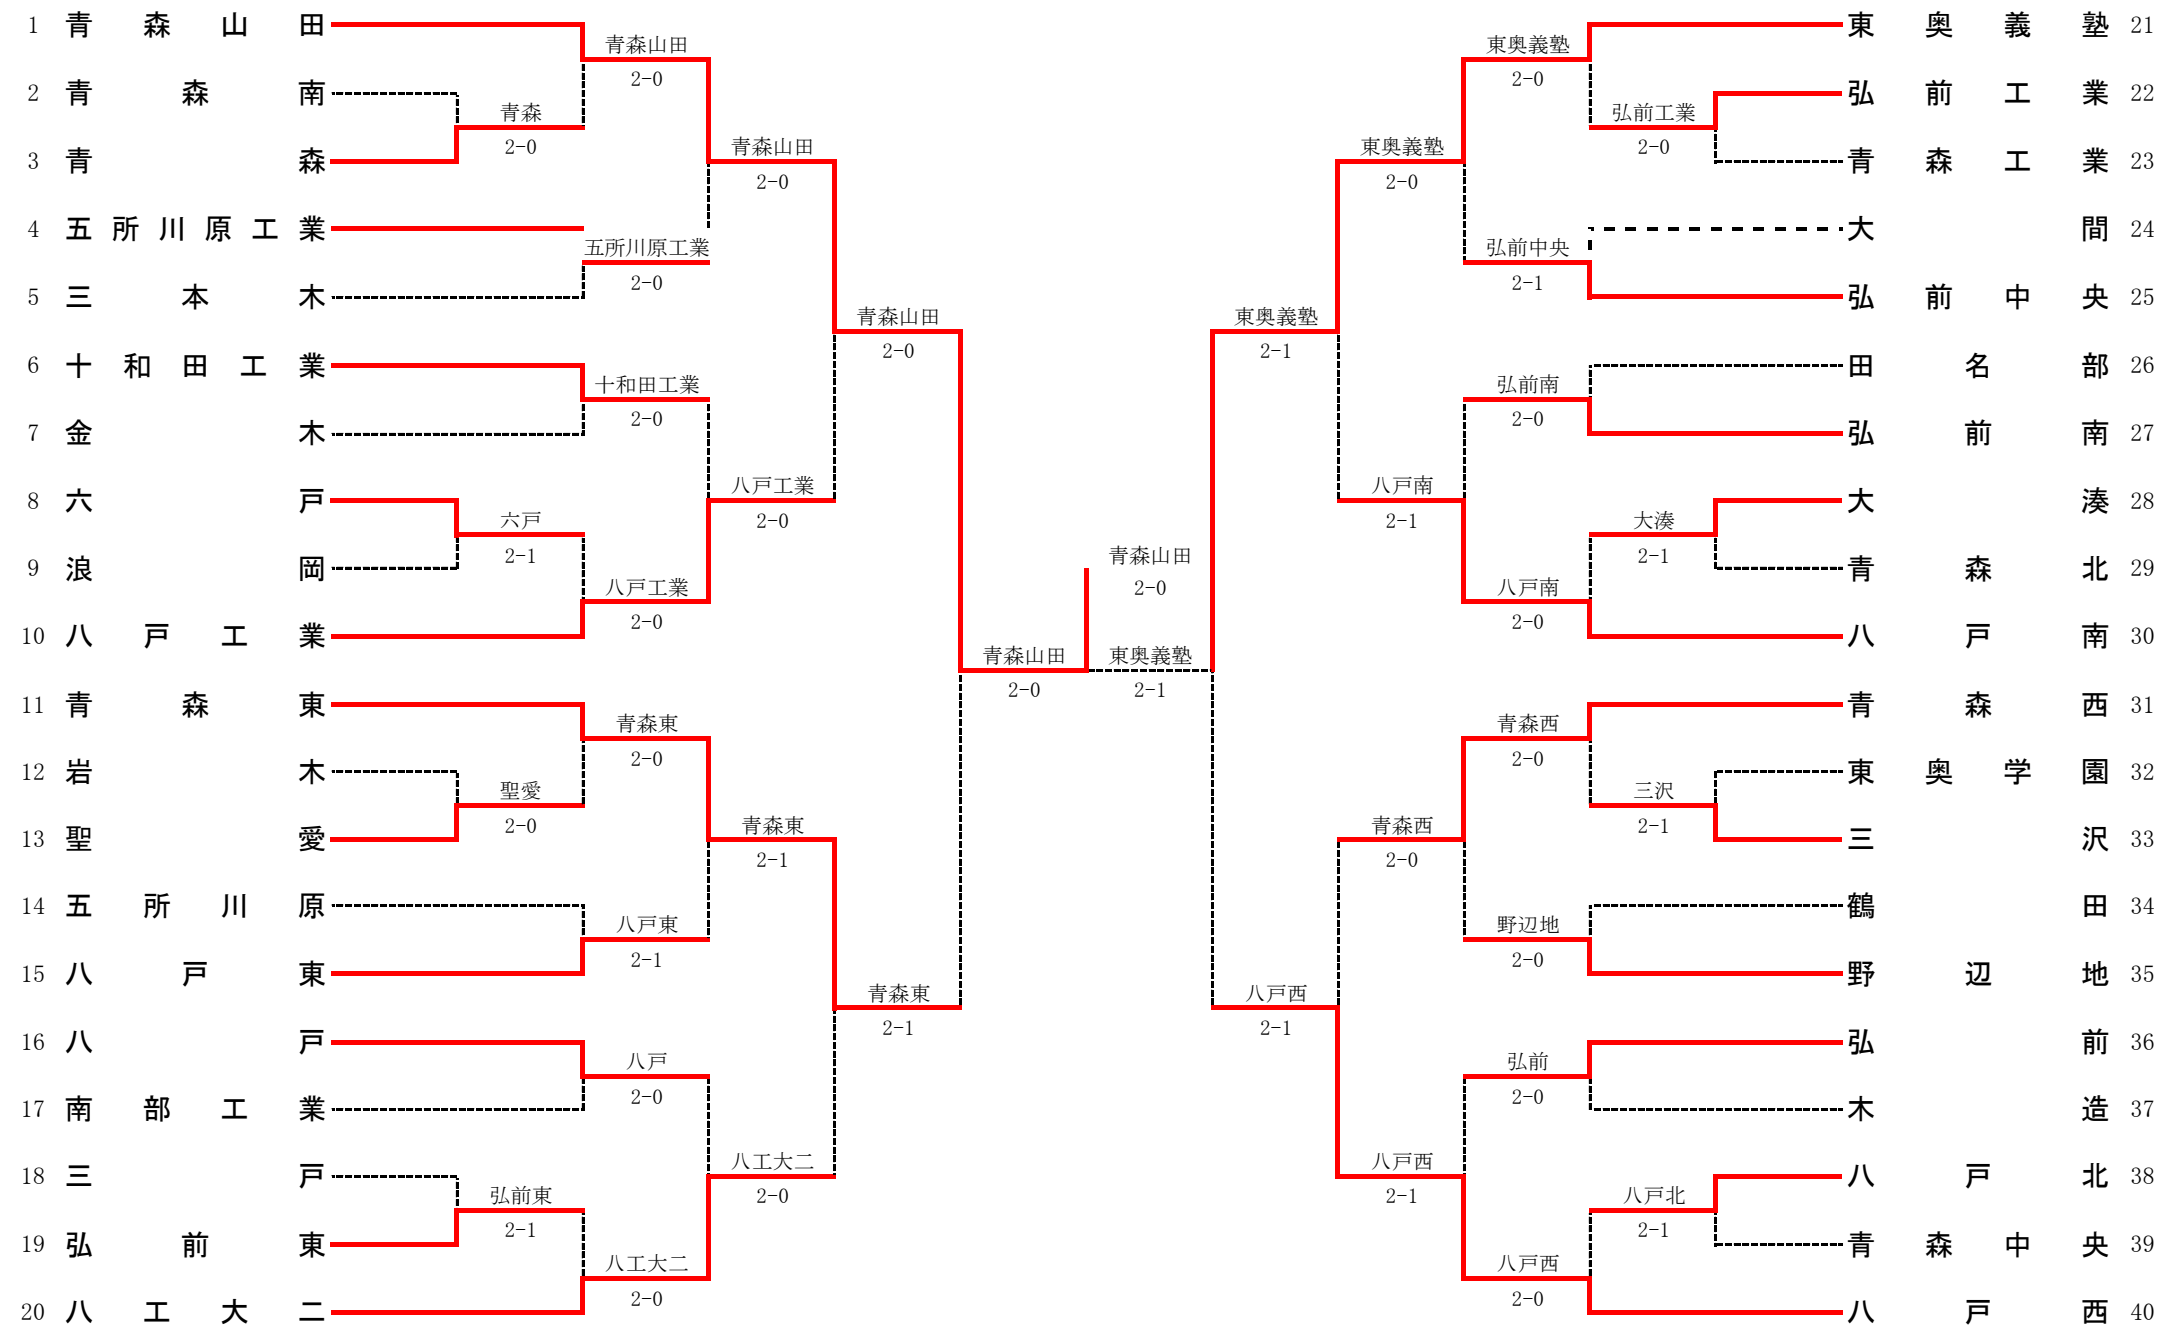 1 青森山田
2 青森南
3 青森
4 五所川原工業
5 三本木
6 十和田工業
7 金木
8 六戸
9 浪岡
10 八戸工業
11 青森東
12 岩木
13 聖愛
14 五所川原
15 八戸東
16 八戸
17 南部工業
18 三戸
19 弘前東
20 八工大二
青森
2-0
六戸
2-1
聖愛
2-0
弘前東
2-1
青森山田
2-0
五所川原工業
2-0
十和田工業
2-0
八戸工業
2-0
青森東
2-0
八戸東
2-1
八戸
2-0
八工大二
2-0
青森山田
2-0
八戸工業
2-0
青森東
2-1
八工大二
2-0
青森山田
2-0
青森東
2-1
青森山田
2-0
青森山田
2-0
東奥義塾
2-1
東奥義塾
2-1
八戸西
2-1
東奥義塾
2-0
八戸南
2-1
青森西
2-0
八戸西
2-1
東奥義塾
2-0
弘前中央
2-1
弘前南
2-0
八戸南
2-0
青森西
2-0
野辺地
2-0
弘前
2-0
八戸西
2-0
弘前工業
2-0
大湊
2-1
三沢
2-1
八戸北
2-1
東奥義塾 21
弘前工業 22
青森工業 23
大間 24
弘前中央 25
田名部 26
弘前南 27
大湊 28
青森北 29
八戸南 30
青森西 31
東奥学園 32
三沢 33
鶴田 34
野辺地 35
弘前 36
木造 37
八戸北 38
青森中央 39
八戸西 40